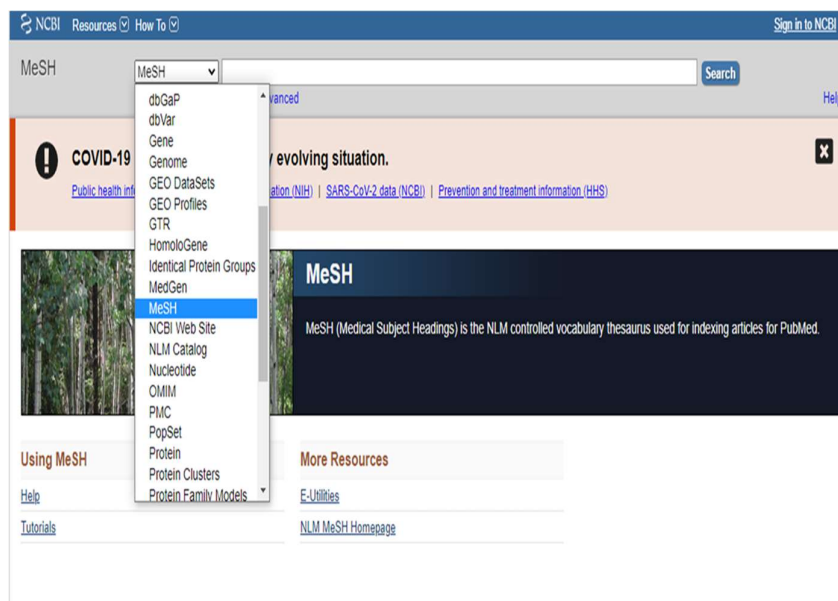 NCBI Resources How To Sign in to NCBI
MeSH MeSH Search
vanced Hel
dbGaP
dbVar
Gene
Genome
GEO DataSets
GEO Profiles
GTR
HomoloGene
Identical Protein Groups
MedGen
MeSH
NCBI Web Site
NLM Catalog
Nucleotide
OMIM
PMC
PopSet
Protein
Protein Clusters
Protein Family Models
COVID-19 y evolving situation.
Public health inf ation (NIH) | SARS-CoV-2 data (NCBI) | Prevention and treatment information (HHS)
MeSH
MeSH (Medical Subject Headings) is the NLM controlled vocabulary thesaurus used for indexing articles for PubMed.
Using MeSH
Help
Tutorials
More Resources
E-Utilities
NLM MeSH Homepage